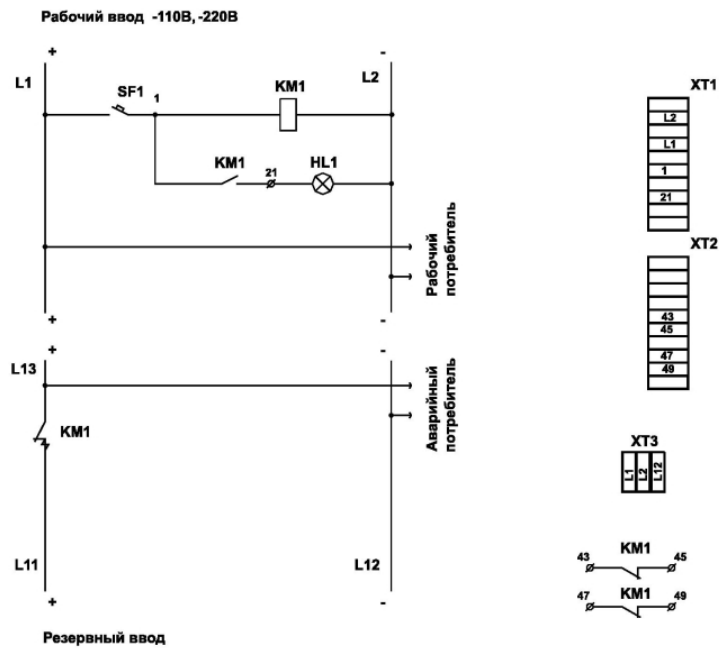 Рабочий ввод -110В, -220В
+ -
L1 L2
SF1 1 KM1
KM1 21 HL1
Рабочий
потребитель
+ -
+ -
L13
Аварийный
потребитель
KM1
L11 L12
+ -
Резервный ввод
XT1
L2
L1
1
21
XT2
43
45
47
49
XT3
L1 L2 L12
43 KM1 45
47 KM1 49